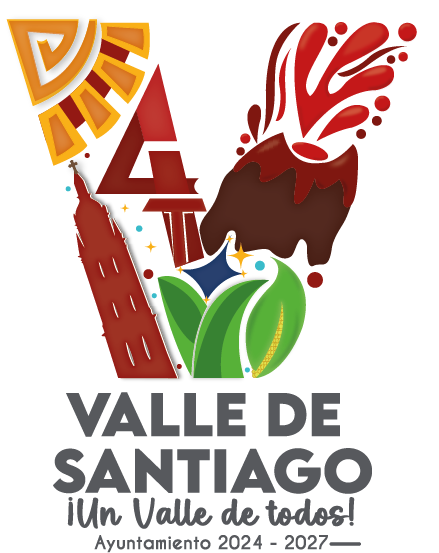 VALLE DE
SANTIAGO
¡Un Valle de todos!
Ayuntamiento 2024 - 2027